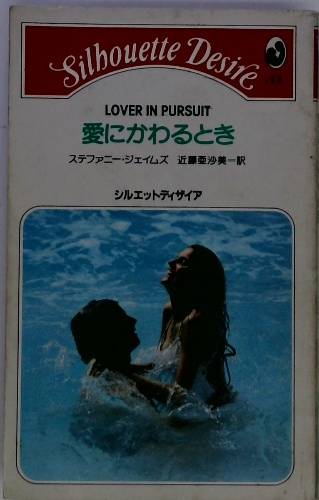 Silhouette Desire
LOVER IN PURSUIT
愛にかわるとき
ステファニー・ジェイムズ 近藤亜沙美=訳
シルエットディザイア